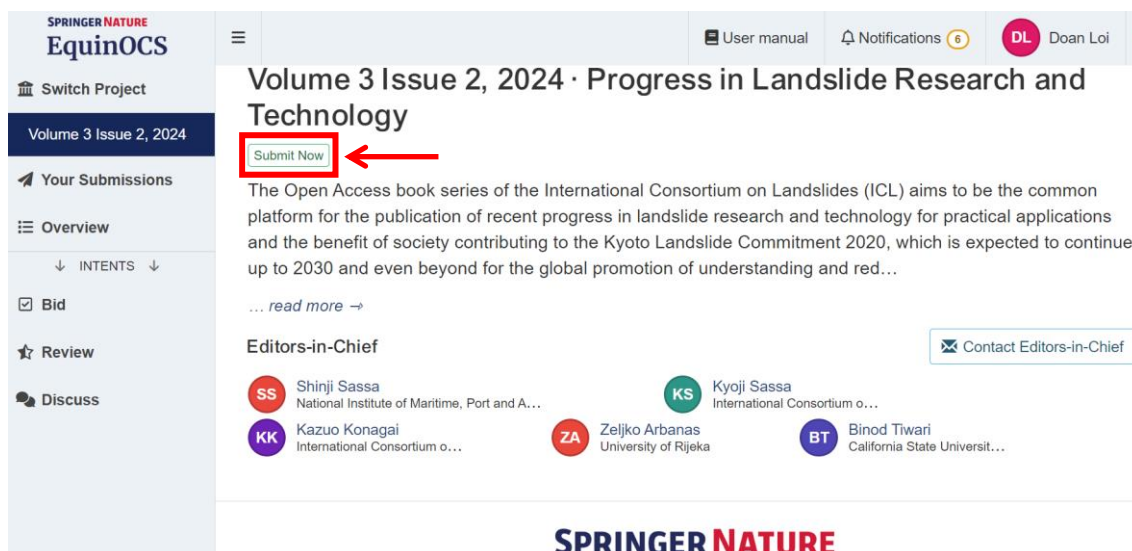 SPRINGER NATURE
EquinOCS
User manual
Notifications 6
DL Doan Loi
Switch Project
Volume 3 Issue 2, 2024
Your Submissions
Overview
↓ INTENTS ↓
Bid
Review
Discuss
Volume 3 Issue 2, 2024 · Progress in Landslide Research and
Technology
Submit Now
The Open Access book series of the International Consortium on Landslides (ICL) aims to be the common
platform for the publication of recent progress in landslide research and technology for practical applications
and the benefit of society contributing to the Kyoto Landslide Commitment 2020, which is expected to continue
up to 2030 and even beyond for the global promotion of understanding and red...
... read more →
Editors-in-Chief
Contact Editors-in-Chief
SS Shinji Sassa
National Institute of Maritime, Port and A...
KS Kyoji Sassa
International Consortium o...
KK Kazuo Konagai
International Consortium o...
ZA Zeljko Arbanas
University of Rijeka
BT Binod Tiwari
California State Universit...
SPRINGER NATURE